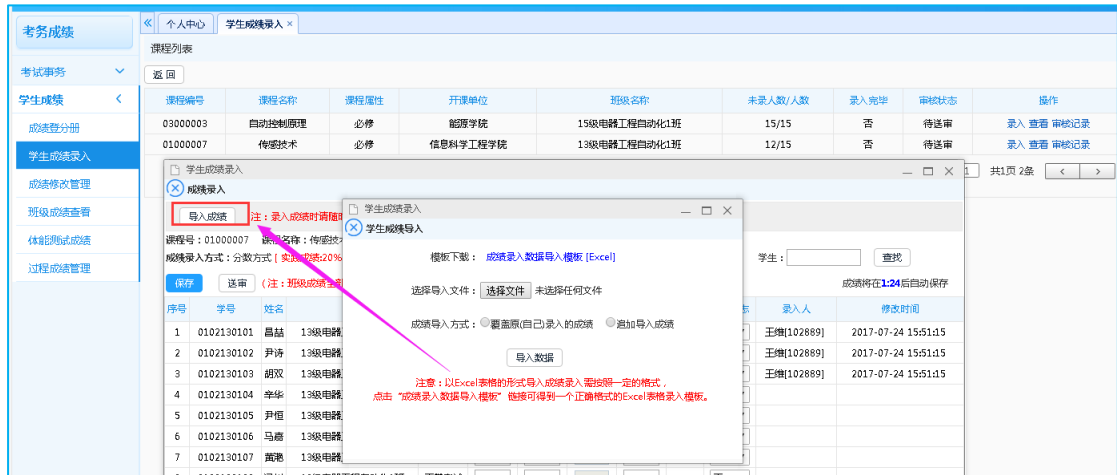 考务成绩
考试事务
学生成绩
成绩登分册
学生成绩录入
成绩修改管理
班级成绩查看
体能测试成绩
过程成绩管理
个人中心 学生成绩录入 ×
课程列表
返回
课程编号 课程名称 课程属性 开课单位 班级名称 未录人数/人数 录入完毕 审核状态 操作
03000003 自动控制原理 必修 能源学院 15级电器工程自动化1班 15/15 否 待送审 录入 查看 审核记录
01000007 传感技术 必修 信息科学工程学院 13级电器工程自动化1班 12/15 否 待送审 录入 查看 审核记录
1 共1页 2条 < >
学生成绩录入
成绩录入
导入成绩 注：录入成绩时请随
课程号：01000007 课程名称：传感技
成绩录入方式：分数方式 [ 实践成绩:20% 学生： 查找
保存 送审 (注：班级成绩全部 成绩将在1:24后自动保存
序号 学号 姓名 录入人 修改时间
1 0102130101 昌喆 13级电器 王维[102889] 2017-07-24 15:51:15
2 0102130102 尹诗 13级电器 王维[102889] 2017-07-24 15:51:15
3 0102130103 胡双 13级电器 王维[102889] 2017-07-24 15:51:15
4 0102130104 辛华 13级电器
5 0102130105 尹恒 13级电器
6 0102130106 马嘉 13级电器
7 0102130107 黄滟 13级电器
学生成绩录入
学生成绩导入
模板下载： 成绩录入数据导入模板 [Excel]
选择导入文件： 选择文件 未选择任何文件
成绩导入方式： 覆盖原(自己)录入的成绩 追加导入成绩
导入数据
注意：以Excel表格的形式导入成绩录入需按照一定的格式，
点击“成绩录入数据导入模板”链接可得到一个正确格式的Excel表格录入模板。